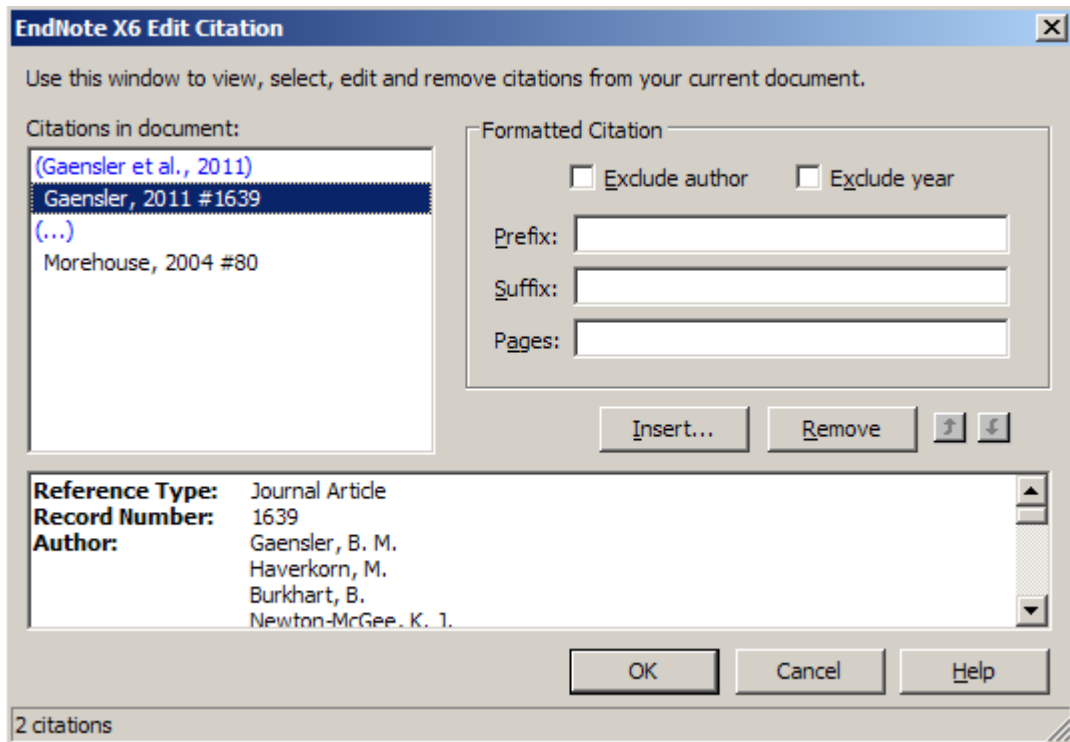 EndNote X6 Edit Citation
Use this window to view, select, edit and remove citations from your current document.
Citations in document:
(Gaensler et al., 2011)
Gaensler, 2011 #1639
(...)
Morehouse, 2004 #80
Formatted Citation
Exclude author
Exclude year
Prefix:
Suffix:
Pages:
Insert...
Remove
Reference Type: Journal Article
Record Number: 1639
Author: Gaensler, B. M.
Haverkorn, M.
Burkhart, B.
Newton-McGee, K. J.
OK
Cancel
Help
2 citations